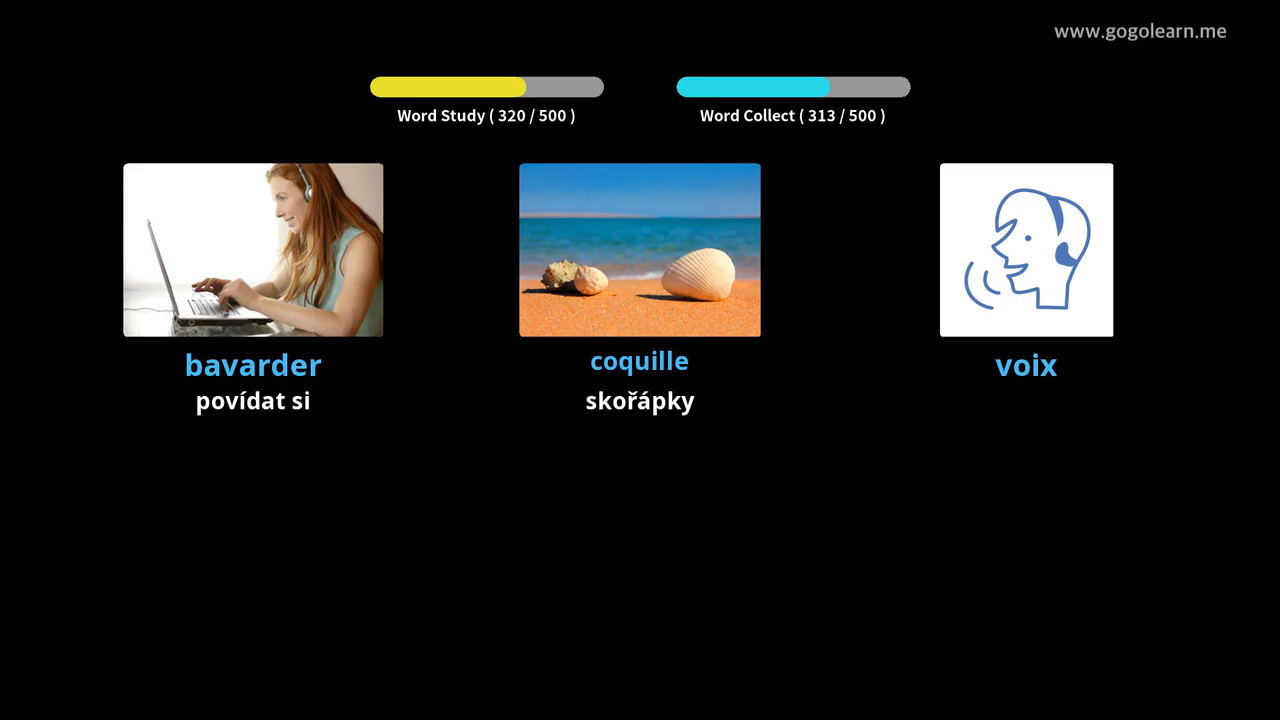 www.gogolearn.me
Word Study ( 320 / 500 )
Word Collect ( 313 / 500 )
bavarder
povídat si
coquille
skořápky
voix